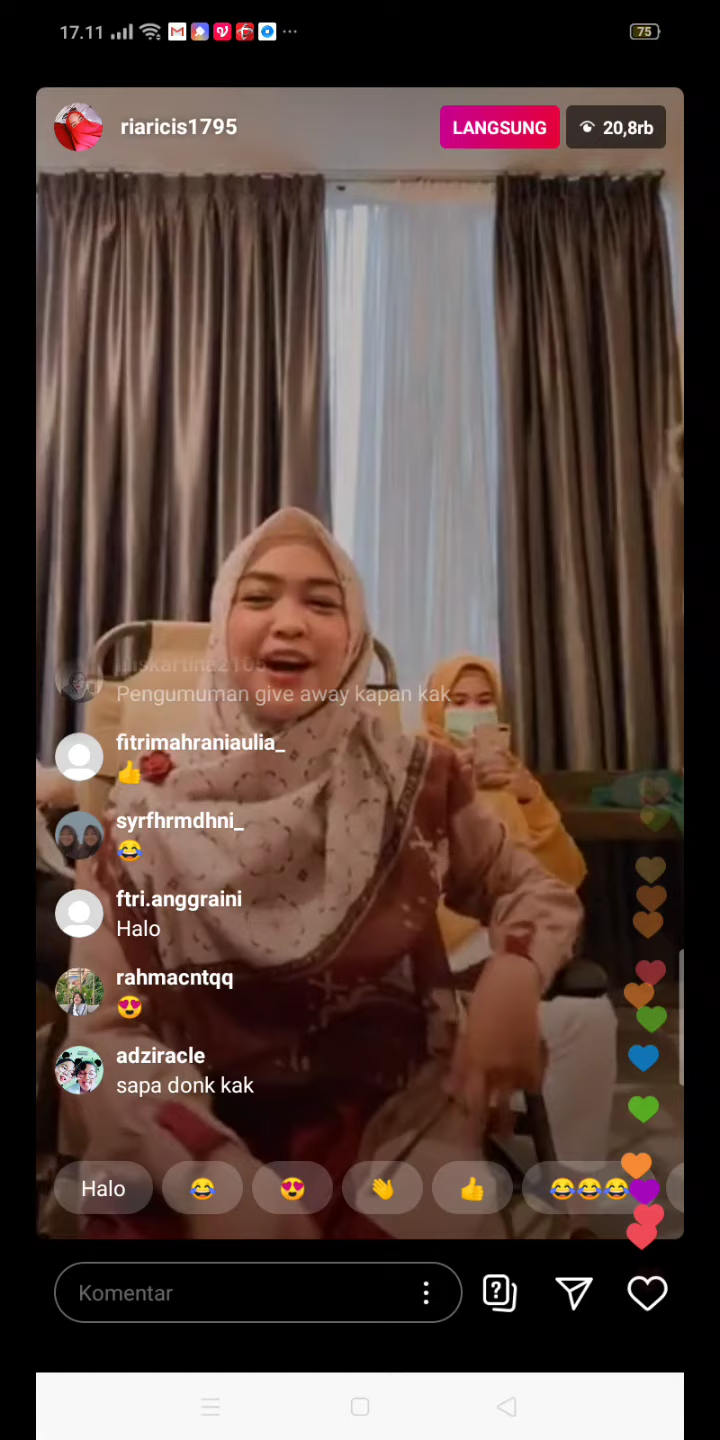 17.11
75
riaricis1795
LANGSUNG
20,8rb
Pengumuman give away kapan kak
fitrimahraniaulia_
👍
syrfhrmdhni_
😂
ftri.anggraini
Halo
rahmacntqq
😍
adziracle
sapa donk kak
Halo 😂 😍 👋 👍 😂😂😂
Komentar